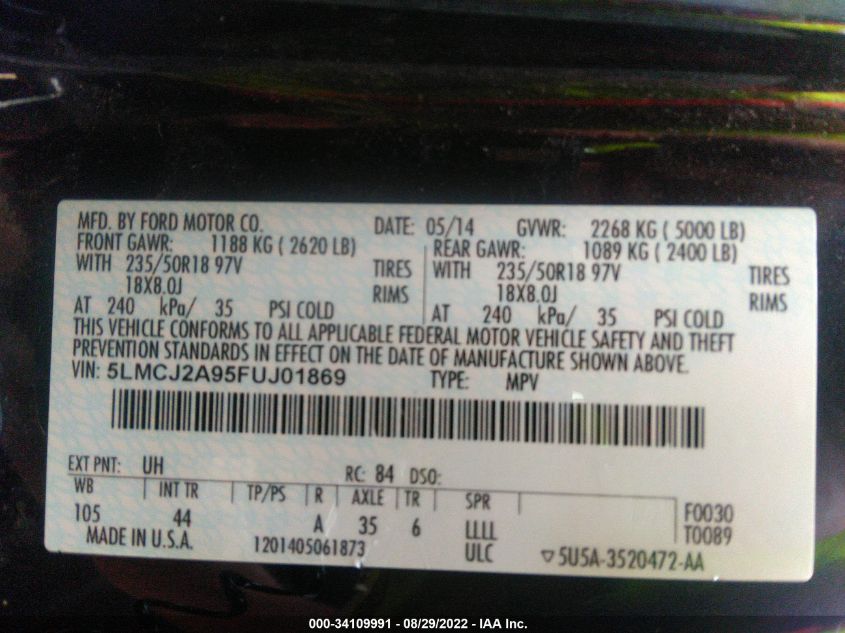 MFD. BY FORD MOTOR CO. DATE: 05/14 GVWR: 2268 KG ( 5000 LB)
FRONT GAWR: 1188 KG ( 2620 LB) REAR GAWR: 1089 KG ( 2400 LB)
WITH 235/50R18 97V TIRES WITH 235/50R18 97V TIRES
18X8.0J RIMS 18X8.0J RIMS
AT 240 kPa/ 35 PSI COLD AT 240 kPa/ 35 PSI COLD
THIS VEHICLE CONFORMS TO ALL APPLICABLE FEDERAL MOTOR VEHICLE SAFETY AND THEFT
PREVENTION STANDARDS IN EFFECT ON THE DATE OF MANUFACTURE SHOWN ABOVE.
VIN: 5LMCJ2A95FUJ01869 TYPE: MPV
EXT PNT: UH RC: 84 DSO:
WB INT TR TP/PS R AXLE TR SPR
105 44 A 35 6 LLLL F0030
MADE IN U.S.A. 1201405061873 ULC T0089
▽5U5A-3520472-AA
000-34109991 - 08/29/2022 - IAA Inc.